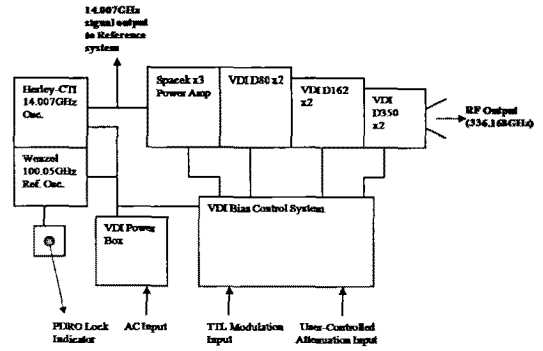 14.007GHz
signal output
to Reference
system
Herley-CTI
14.007GHz
Osc.
Spacek x3
Power Amp
VDI D80 x2
VDI D162
x2
VDI
D350
x2
RF Output
(336.168GHz)
Wenzel
100.05GHz
Ref. Osc.
VDI Power
Box
VDI Bias Control System
PDRO Lock
Indicator
AC Input
TTL Modulation
Input
User-Controlled
Attenuation Input